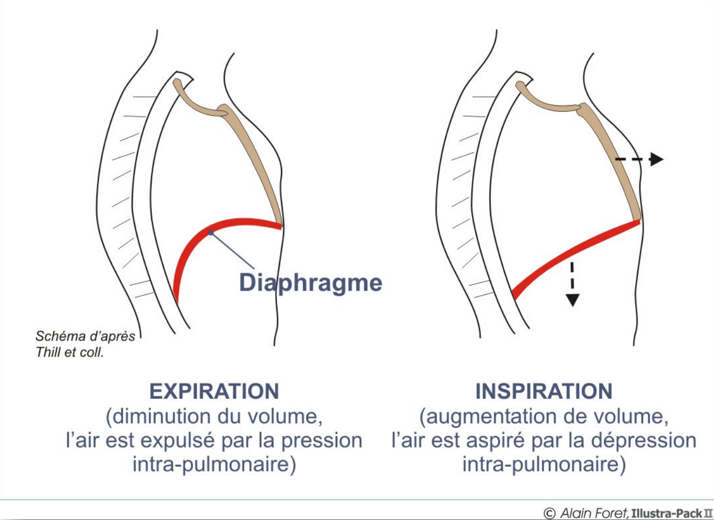 Diaphragme
Schéma d'après
Thill et coll.
EXPIRATION
(diminution du volume,
l'air est expulsé par la pression
intra-pulmonaire)
INSPIRATION
(augmentation de volume,
l'air est aspiré par la dépression
intra-pulmonaire)
© Alain Foret, Illustra-Pack II